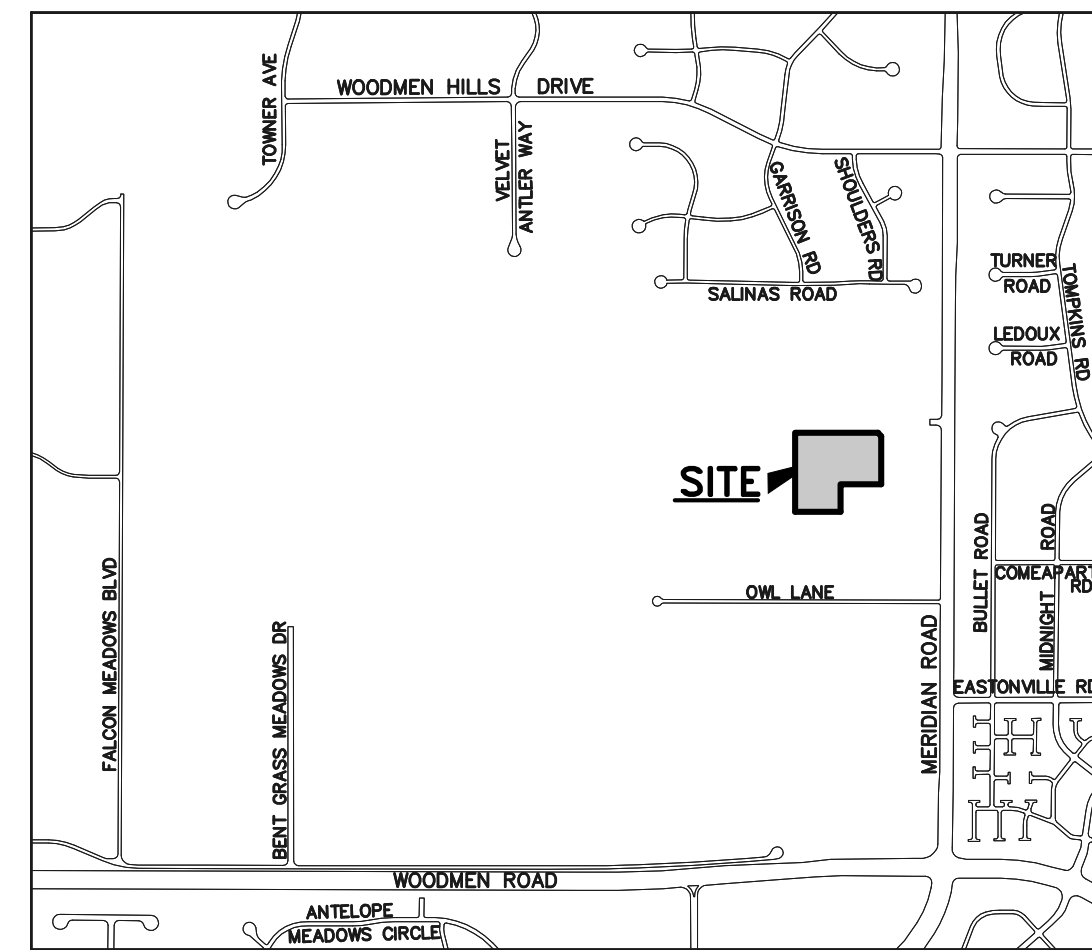 TOWNER AVE
WOODMEN HILLS DRIVE
VELVET
ANTLER WAY
GARRISON RD
SHOULDERS RD
SALINAS ROAD
TURNER
ROAD
TOMPKINS RD
LEDOUX
ROAD
SITE
BULLET ROAD
MIDNIGHT ROAD
COMEAPART
RD
OWL LANE
FALCON MEADOWS BLVD
BENT GRASS MEADOWS DR
MERIDIAN ROAD
EASTONVILLE RD
WOODMEN ROAD
ANTELOPE
MEADOWS CIRCLE